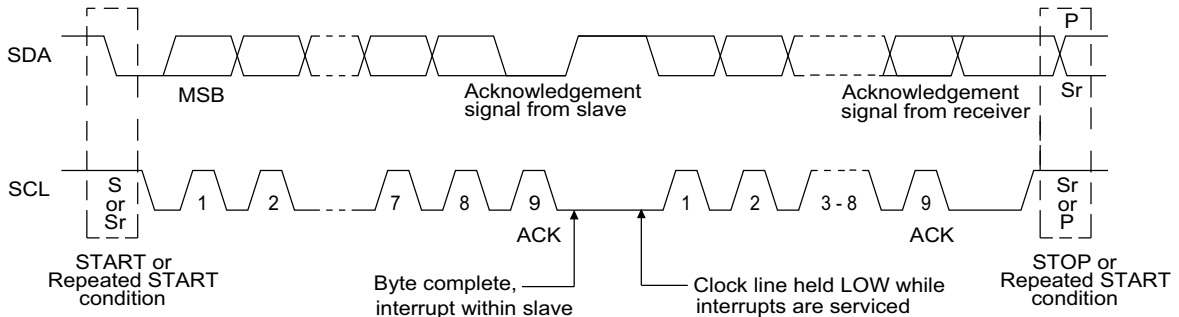 P
SDA
MSB
Acknowledgement
signal from slave
Acknowledgement
signal from receiver
Sr
SCL
S
or
Sr
1
2
7
8
9
1
2
3 - 8
9
Sr
or
P
ACK
ACK
START or
Repeated START
condition
Byte complete,
interrupt within slave
Clock line held LOW while
interrupts are serviced
STOP or
Repeated START
condition